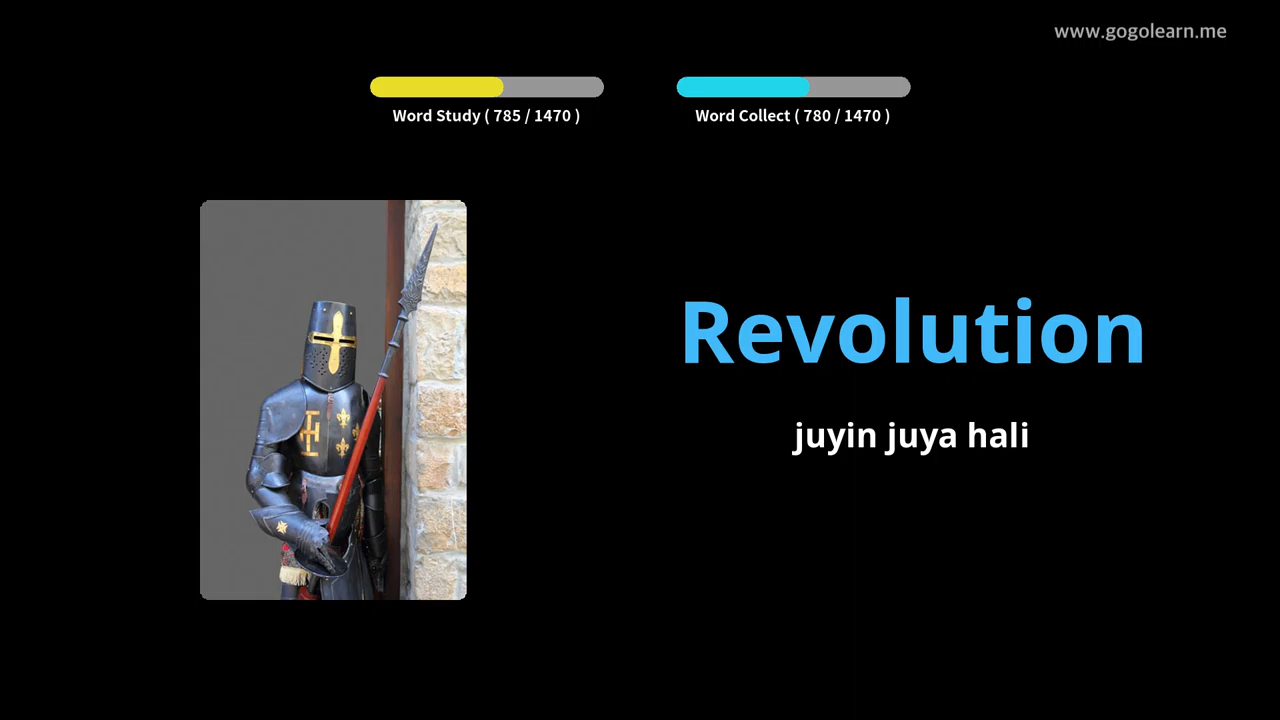 www.gogolearn.me
Word Study ( 785 / 1470 )
Word Collect ( 780 / 1470 )
Revolution
juyin juya hali